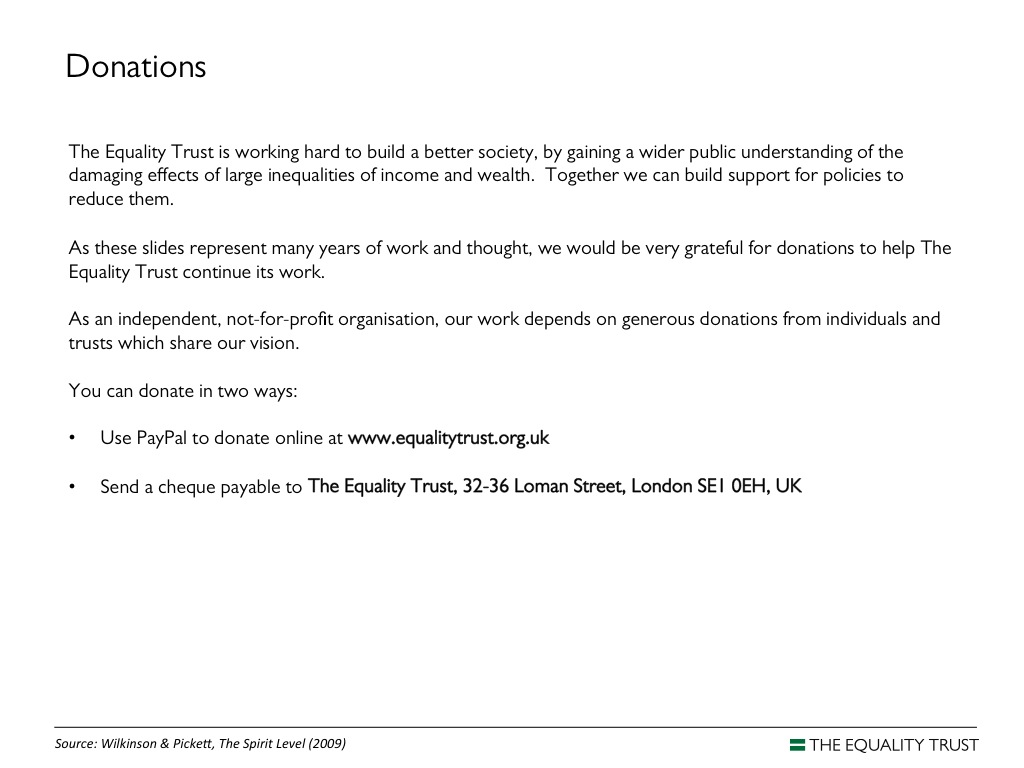 Donations
The Equality Trust is working hard to build a better society, by gaining a wider public understanding of the
damaging effects of large inequalities of income and wealth.  Together we can build support for policies to
reduce them.
As these slides represent many years of work and thought, we would be very grateful for donations to help The
Equality Trust continue its work.
As an independent, not-for-profit organisation, our work depends on generous donations from individuals and
trusts which share our vision.
You can donate in two ways:
• Use PayPal to donate online at www.equalitytrust.org.uk
• Send a cheque payable to The Equality Trust, 32-36 Loman Street, London SE1 0EH, UK
Source: Wilkinson & Pickett, The Spirit Level (2009)
THE EQUALITY TRUST